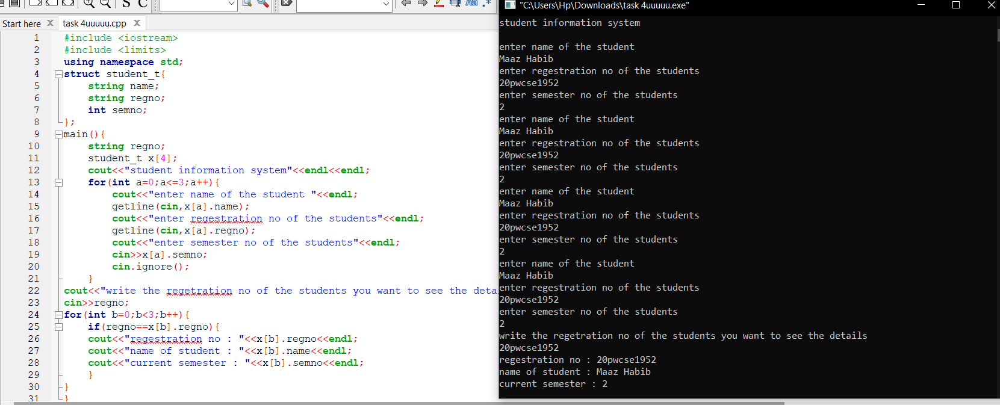 Start here
task 4uuuuu.cpp
1 #include <iostream>
2 #include <limits>
3 using namespace std;
4 struct student_t{
5 string name;
6 string regno;
7 int semno;
8 };
9 main(){
10 string regno;
11 student_t x[4];
12 cout<<"student information system"<<endl<<endl;
13 for(int a=0;a<=3;a++){
14 cout<<"enter name of the student "<<endl;
15 getline(cin,x[a].name);
16 cout<<"enter regestration no of the students"<<endl;
17 getline(cin,x[a].regno);
18 cout<<"enter semester no of the students"<<endl;
19 cin>>x[a].semno;
20 cin.ignore();
21 }
22 cout<<"write the regetration no of the students you want to see the deta
23 cin>>regno;
24 for(int b=0;b<3;b++){
25 if(regno==x[b].regno){
26 cout<<"regestration no : "<<x[b].regno<<endl;
27 cout<<"name of student : "<<x[b].name<<endl;
28 cout<<"current semester : "<<x[b].semno<<endl;
29 }
30 }
31 }
"C:\Users\Hp\Downloads\task 4uuuuu.exe"
student information system
enter name of the student
Maaz Habib
enter regestration no of the students
20pwcse1952
enter semester no of the students
2
enter name of the student
Maaz Habib
enter regestration no of the students
20pwcse1952
enter semester no of the students
2
enter name of the student
Maaz Habib
enter regestration no of the students
20pwcse1952
enter semester no of the students
2
enter name of the student
Maaz Habib
enter regestration no of the students
20pwcse1952
enter semester no of the students
2
write the regetration no of the students you want to see the details
20pwcse1952
regestration no : 20pwcse1952
name of student : Maaz Habib
current semester : 2